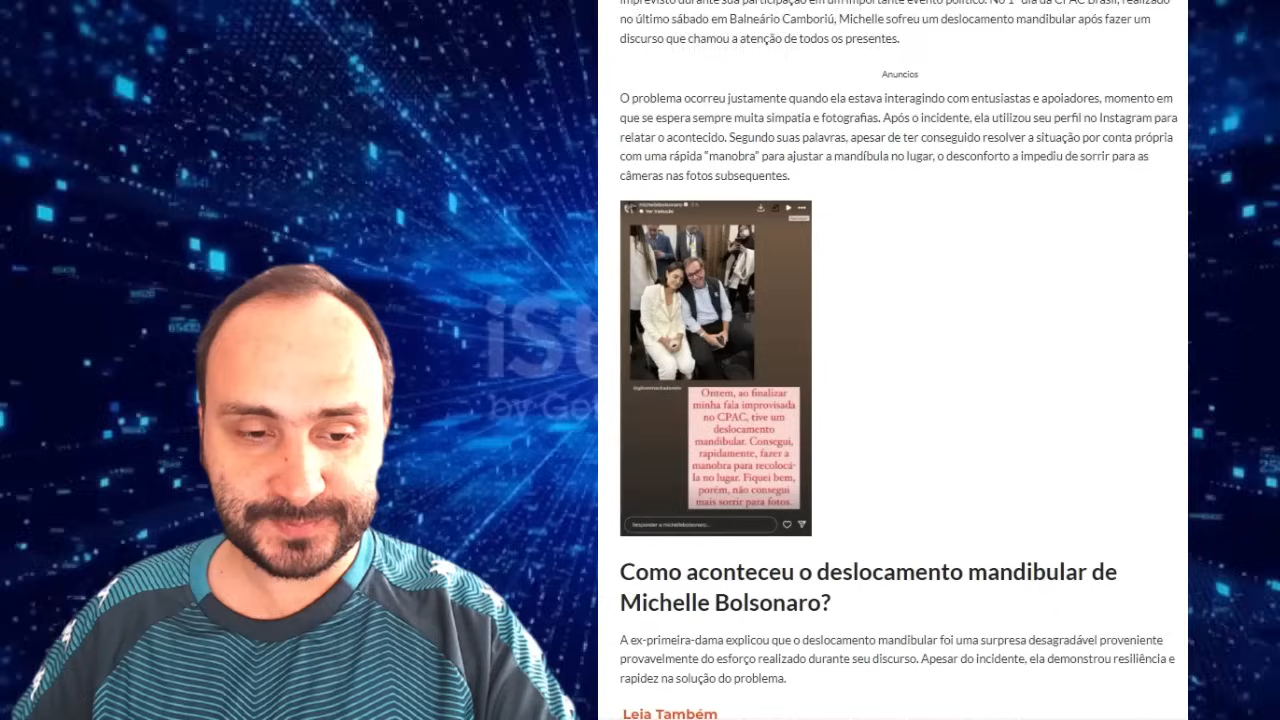 no último sábado em Balneário Camboriú, Michelle sofreu um deslocamento mandibular após fazer um
discurso que chamou a atenção de todos os presentes.
Anuncios
O problema ocorreu justamente quando ela estava interagindo com entusiastas e apoiadores, momento em
que se espera sempre muita simpatia e fotografias. Após o incidente, ela utilizou seu perfil no Instagram para
relatar o acontecido. Segundo suas palavras, apesar de ter conseguido resolver a situação por conta própria
com uma rápida "manobra" para ajustar a mandíbula no lugar, o desconforto a impediu de sorrir para as
câmeras nas fotos subsequentes.
michellebolsonaro
Ver tradução
Ontem, ao finalizar
minha fala improvisada
no CPAC, tive um
deslocamento
mandibular. Consegui,
rapidamente, fazer a
manobra para recolocá-
la no lugar. Fiquei bem,
porém, não consegui
mais sorrir para fotos.
Responder a michellebolsonaro...
Como aconteceu o deslocamento mandibular de
Michelle Bolsonaro?
A ex-primeira-dama explicou que o deslocamento mandibular foi uma surpresa desagradável proveniente
provavelmente do esforço realizado durante seu discurso. Apesar do incidente, ela demonstrou resiliência e
rapidez na solução do problema.
Leia Também
iSt
by Ge